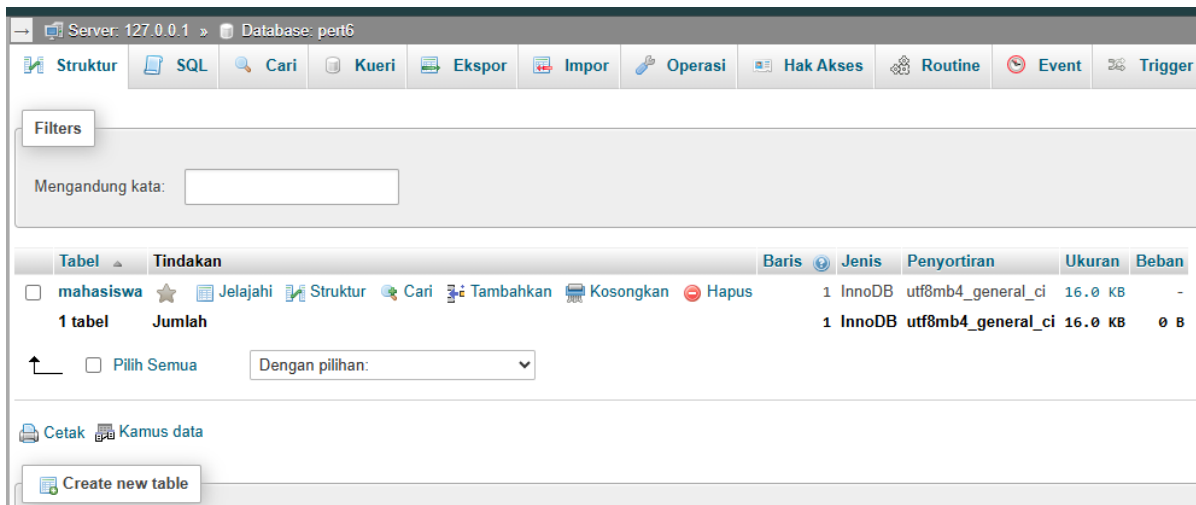 Server: 127.0.0.1 » Database: pert6
Struktur SQL Cari Kueri Ekspor Impor Operasi Hak Akses Routine Event Trigger
Filters
Mengandung kata:
Tabel Tindakan Baris Jenis Penyortiran Ukuran Beban
mahasiswa Jelajahi Struktur Cari Tambahkan Kosongkan Hapus 1 InnoDB utf8mb4_general_ci 16.0 KB -
1 tabel Jumlah 1 InnoDB utf8mb4_general_ci 16.0 KB 0 B
Pilih Semua Dengan pilihan:
Cetak Kamus data
Create new table